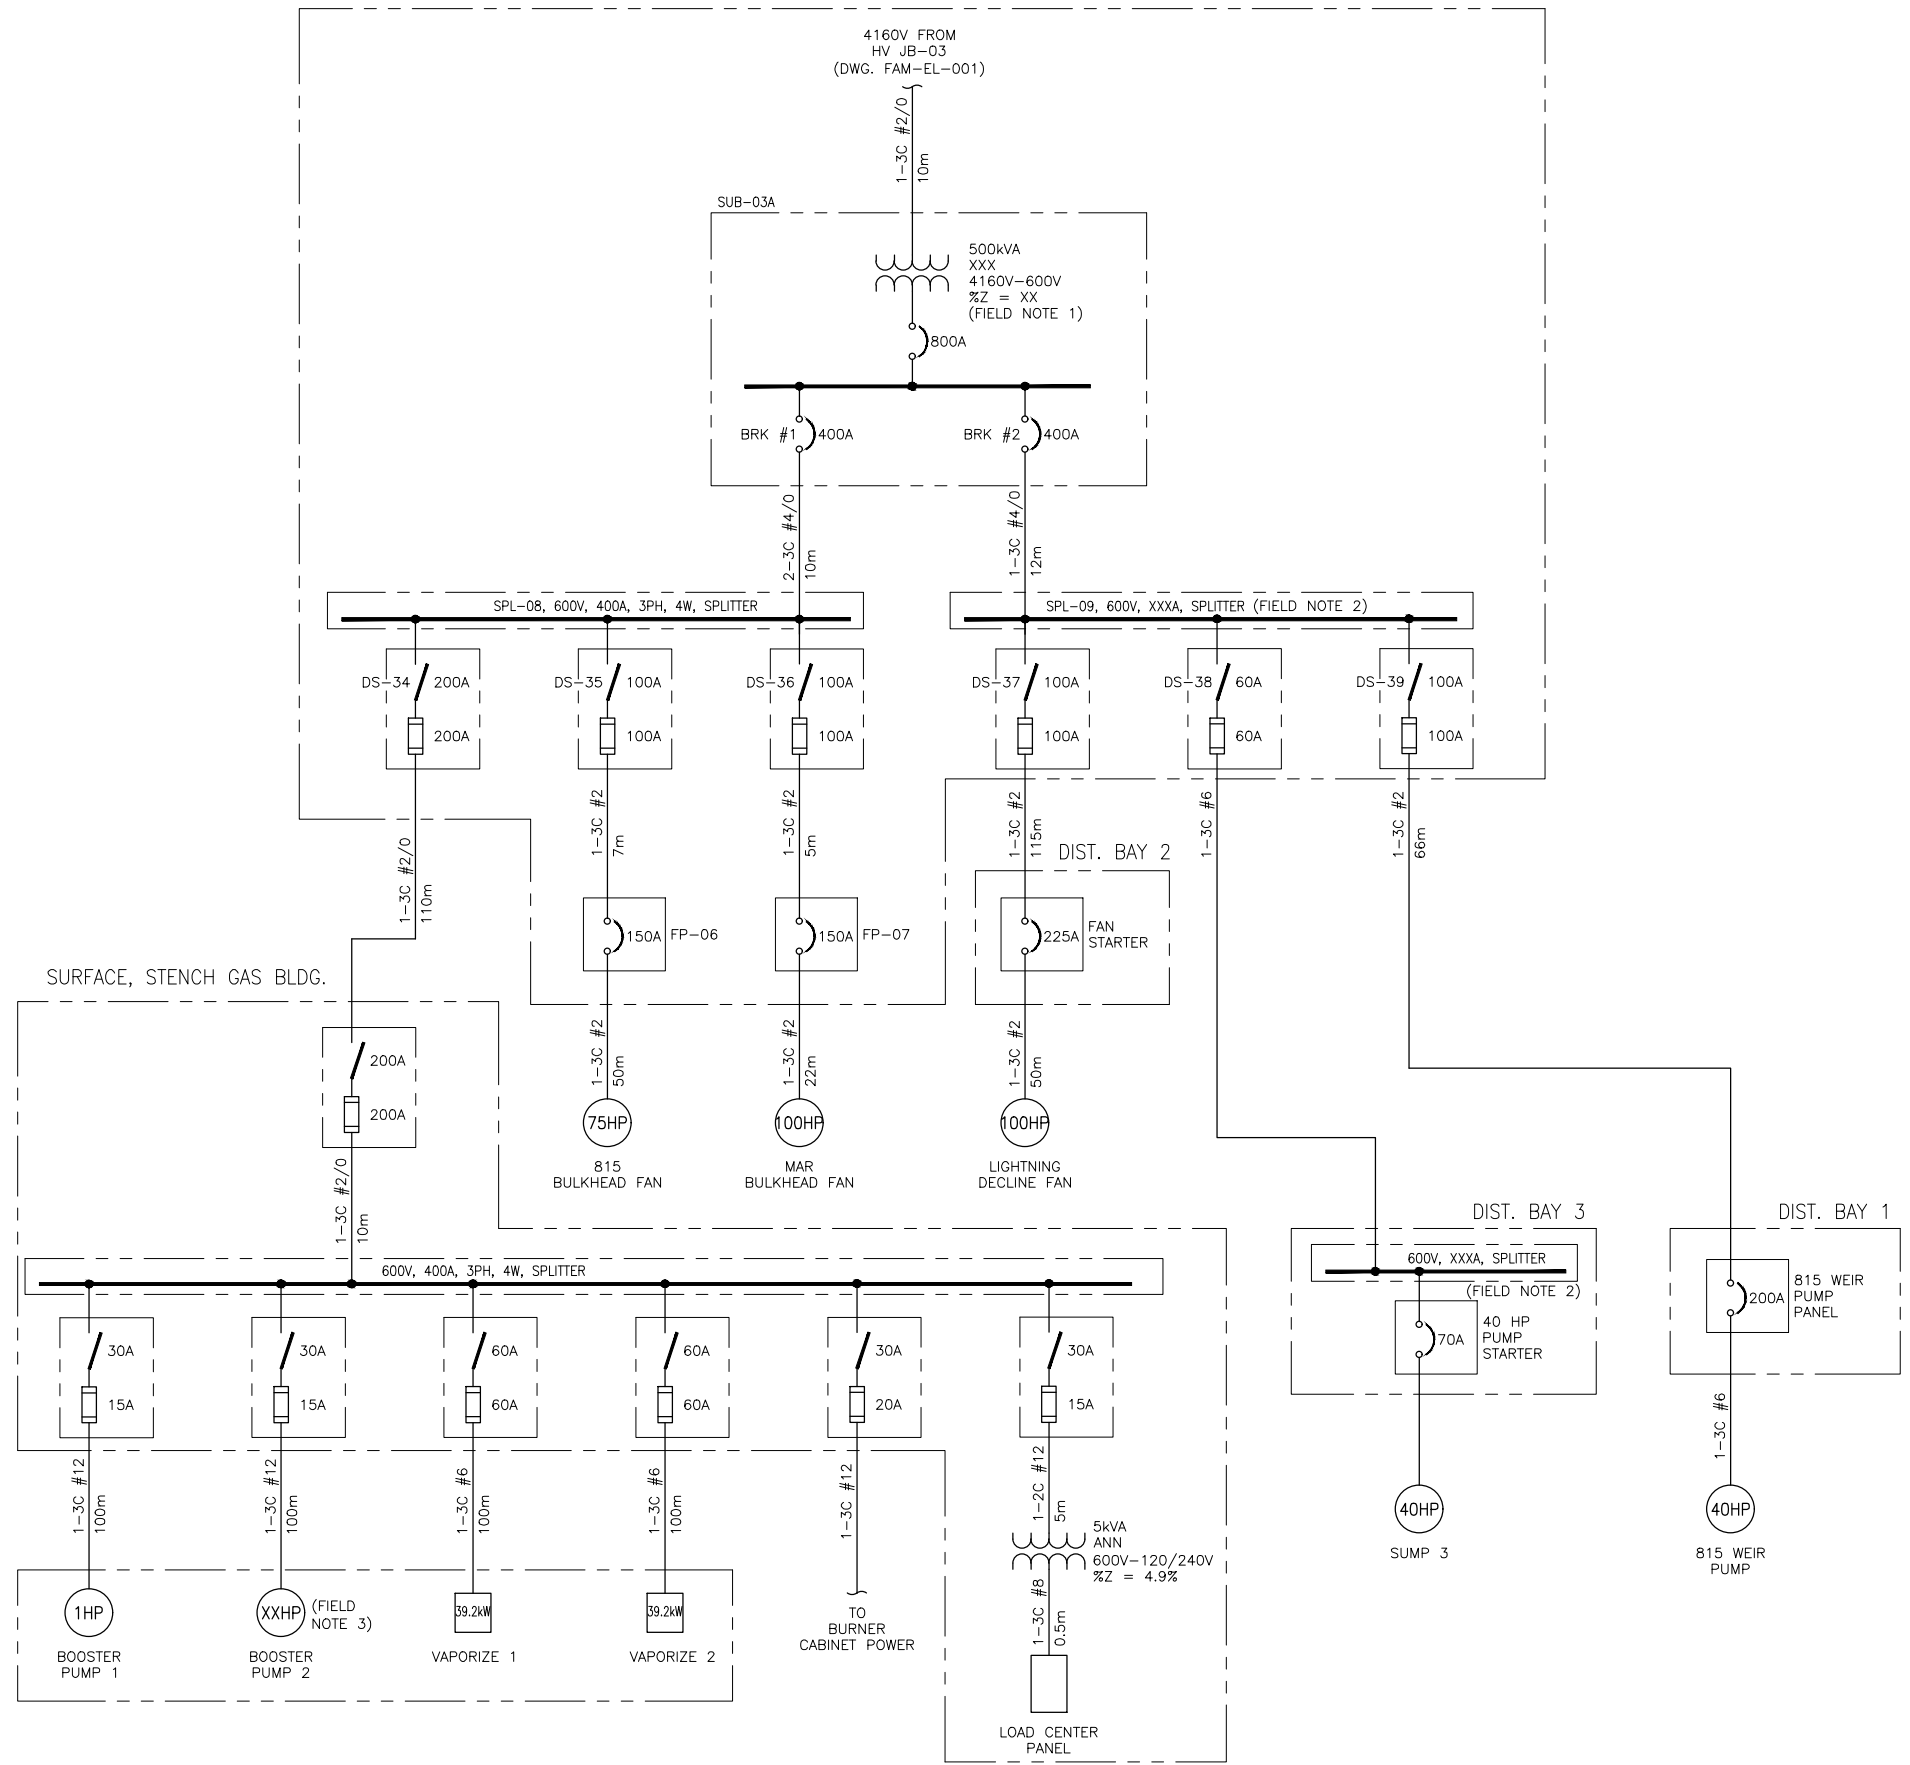 4160V FROM
HV JB-03
(DWG. FAM-EL-001)
1-3C #2/0
10m
SUB-03A
500kVA
XXX
4160V-600V
%Z = XX
(FIELD NOTE 1)
800A
BRK #1
400A
BRK #2
400A
2-3C #4/0
10m
1-3C #4/0
12m
SPL-08, 600V, 400A, 3PH, 4W, SPLITTER
SPL-09, 600V, XXXA, SPLITTER (FIELD NOTE 2)
DS-34
200A
200A
DS-35
100A
100A
DS-36
100A
100A
DS-37
100A
100A
DS-38
60A
60A
DS-39
100A
100A
1-3C #2/0
110m
1-3C #2
7m
1-3C #2
5m
1-3C #2
115m
1-3C #6
1-3C #2
66m
DIST. BAY 2
150A
FP-06
150A
FP-07
225A
FAN
STARTER
SURFACE, STENCH GAS BLDG.
200A
200A
1-3C #2
50m
1-3C #2
22m
1-3C #2
50m
75HP
100HP
100HP
815
BULKHEAD FAN
MAR
BULKHEAD FAN
LIGHTNING
DECLINE FAN
1-3C #2/0
10m
DIST. BAY 3
DIST. BAY 1
600V, 400A, 3PH, 4W, SPLITTER
600V, XXXA, SPLITTER
(FIELD NOTE 2)
70A
40 HP
PUMP
STARTER
200A
815 WEIR
PUMP
PANEL
30A
15A
30A
15A
60A
60A
60A
60A
30A
20A
30A
15A
1-3C #12
100m
1-3C #12
100m
1-3C #6
100m
1-3C #6
100m
1-3C #12
1-2C #12
5m
1-3C #6
40HP
SUMP 3
40HP
815 WEIR
PUMP
5kVA
ANN
600V-120/240V
%Z = 4.9%
1-3C #8
0.5m
1HP
BOOSTER
PUMP 1
XXHP
(FIELD
NOTE 3)
BOOSTER
PUMP 2
39.2kW
VAPORIZE 1
39.2kW
VAPORIZE 2
TO
BURNER
CABINET POWER
LOAD CENTER
PANEL